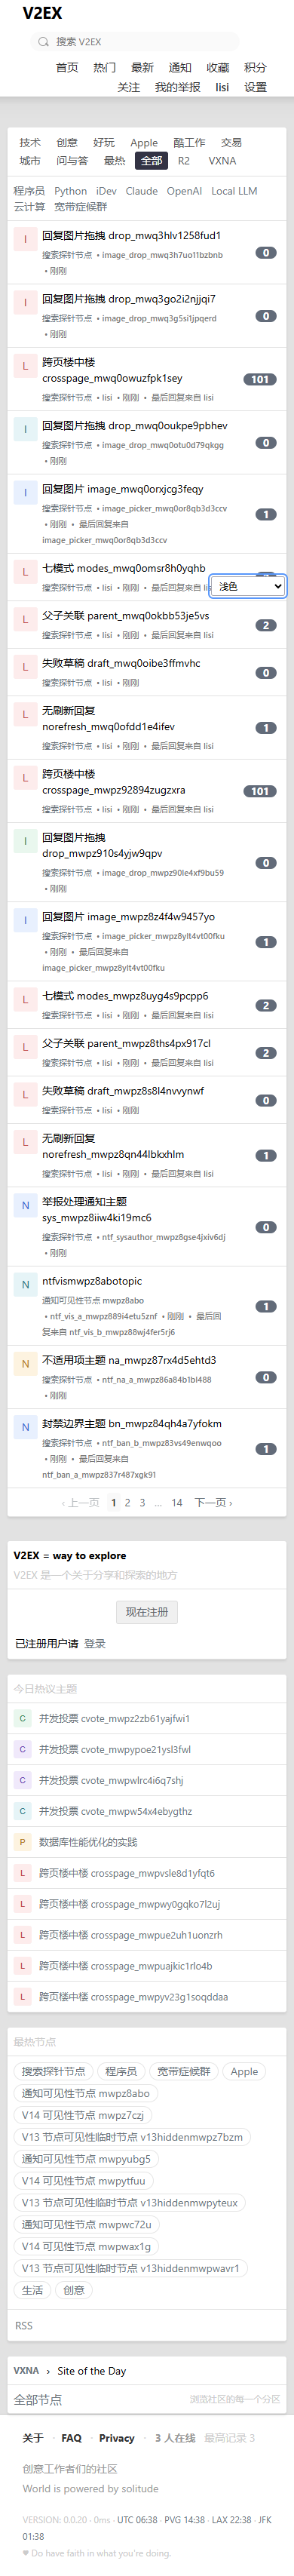 V2EX
搜索 V2EX
首页 热门 最新 通知 收藏 积分
关注 我的举报 lisi 设置
技术 创意 好玩 Apple 酷工作 交易
城市 问与答 最热 全部 R2 VXNA
程序员 Python iDev Claude OpenAI Local LLM
云计算 宽带症候群
I 回复图片拖拽 drop_mwq3hlv1258fud1
搜索探针节点 • image_drop_mwq3h7uo11bzbnb 0
• 刚刚
I 回复图片拖拽 drop_mwq3go2i2njjqi7
搜索探针节点 • image_drop_mwq3g5si1jpqerd 0
• 刚刚
L 跨页楼中楼
crosspage_mwq0owuzfpk1sey 101
搜索探针节点 • lisi • 刚刚 • 最后回复来自 lisi
I 回复图片拖拽 drop_mwq0oukpe9pbhev
搜索探针节点 • image_drop_mwq0otu0d79qkgg 0
• 刚刚
I 回复图片 image_mwq0orxjcg3feqy
搜索探针节点 • image_picker_mwq0or8qb3d3ccv 1
• 刚刚 • 最后回复来自
image_picker_mwq0or8qb3d3ccv
L 七模式 modes_mwq0omsr8h0yqhb
搜索探针节点 • lisi • 刚刚 • 最后回复来自 lisi
浅色
L 父子关联 parent_mwq0okbb53je5vs
搜索探针节点 • lisi • 刚刚 • 最后回复来自 lisi 2
L 失败草稿 draft_mwq0oibe3ffmvhc
搜索探针节点 • lisi • 刚刚 0
L 无刷新回复
norefresh_mwq0ofdd1e4ifev 1
搜索探针节点 • lisi • 刚刚 • 最后回复来自 lisi
L 跨页楼中楼
crosspage_mwpz92894zugzxra 101
搜索探针节点 • lisi • 刚刚 • 最后回复来自 lisi
I 回复图片拖拽
drop_mwpz910s4yjw9qpv 0
搜索探针节点 • image_drop_mwpz90le4xf9bu59
• 刚刚
I 回复图片 image_mwpz8z4f4w9457yo
搜索探针节点 • image_picker_mwpz8ylt4vt00fku 1
• 刚刚 • 最后回复来自
image_picker_mwpz8ylt4vt00fku
L 七模式 modes_mwpz8uyg4s9pcpp6
搜索探针节点 • lisi • 刚刚 • 最后回复来自 lisi 2
L 父子关联 parent_mwpz8ths4px917cl
搜索探针节点 • lisi • 刚刚 • 最后回复来自 lisi 2
L 失败草稿 draft_mwpz8s8l4nvvynwf
搜索探针节点 • lisi • 刚刚 0
L 无刷新回复
norefresh_mwpz8qn44lbkxhlm 1
搜索探针节点 • lisi • 刚刚 • 最后回复来自 lisi
N 举报处理通知主题
sys_mwpz8iiw4ki19mc6 0
搜索探针节点 • ntf_sysauthor_mwpz8gse4jxiv6dj
• 刚刚
N ntfvismwpz8abotopic
通知可见性节点 mwpz8abo 1
• ntf_vis_a_mwpz889i4etu5znf • 刚刚 • 最后回
复来自 ntf_vis_b_mwpz88wj4fer5rj6
N 不适用项主题 na_mwpz87rx4d5ehtd3
搜索探针节点 • ntf_na_a_mwpz86a84b1bl488 0
• 刚刚
N 封禁边界主题 bn_mwpz84qh4a7yfokm
搜索探针节点 • ntf_ban_b_mwpz83vs49enwqoo 1
• 刚刚 • 最后回复来自
ntf_ban_a_mwpz837r487xgk91
‹ 上一页 1 2 3 ... 14 下一页 ›
V2EX = way to explore
V2EX 是一个关于分享和探索的地方
现在注册
已注册用户请 登录
今日热议主题
C 并发投票 cvote_mwpz2zb61yajfwi1
C 并发投票 cvote_mwpypoe21ysl3fwl
C 并发投票 cvote_mwpwlrc4i6q7shj
C 并发投票 cvote_mwpw54x4ebygthz
P 数据库性能优化的实践
L 跨页楼中楼 crosspage_mwpvsle8d1yfqt6
L 跨页楼中楼 crosspage_mwpwy0gqko7l2uj
L 跨页楼中楼 crosspage_mwpue2uh1uonzrh
L 跨页楼中楼 crosspage_mwpuajkic1rlo4b
L 跨页楼中楼 crosspage_mwpyv23g1soqddaa
最热节点
搜索探针节点 程序员 宽带症候群 Apple
通知可见性节点 mwpz8abo
V14 可见性节点 mwpz7czj
V13 节点可见性临时节点 v13hiddenmwpz7bzm
通知可见性节点 mwpyubg5
V14 可见性节点 mwpytfuu
V13 节点可见性临时节点 v13hiddenmwpyteux
通知可见性节点 mwpwc72u
V14 可见性节点 mwpwax1g
V13 节点可见性临时节点 v13hiddenmwpwavr1
生活 创意
RSS
VXNA › Site of the Day
全部节点 浏览社区的每一个分区
关于 · FAQ · Privacy · 3 人在线 最高记录 3
创意工作者们的社区
World is powered by solitude
VERSION: 0.0.20 · 0ms · UTC 06:38 · PVG 14:38 · LAX 22:38 · JFK
01:38
♥ Do have faith in what you're doing.